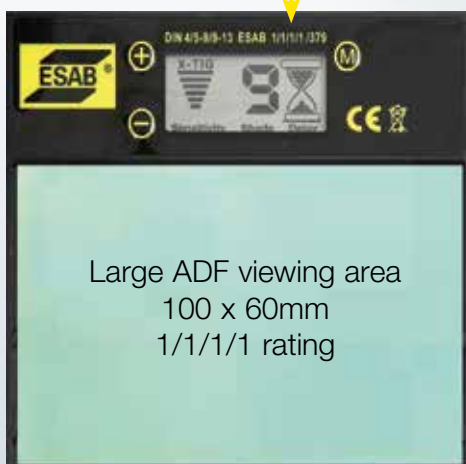 DIN 4/5-8/9-13 ESAB 1/1/1/1/379
ESAB ®
+
M
X-TIG
9
−
Sensitivity Shade Delay
CE
Large ADF viewing area
100 x 60mm
1/1/1/1 rating